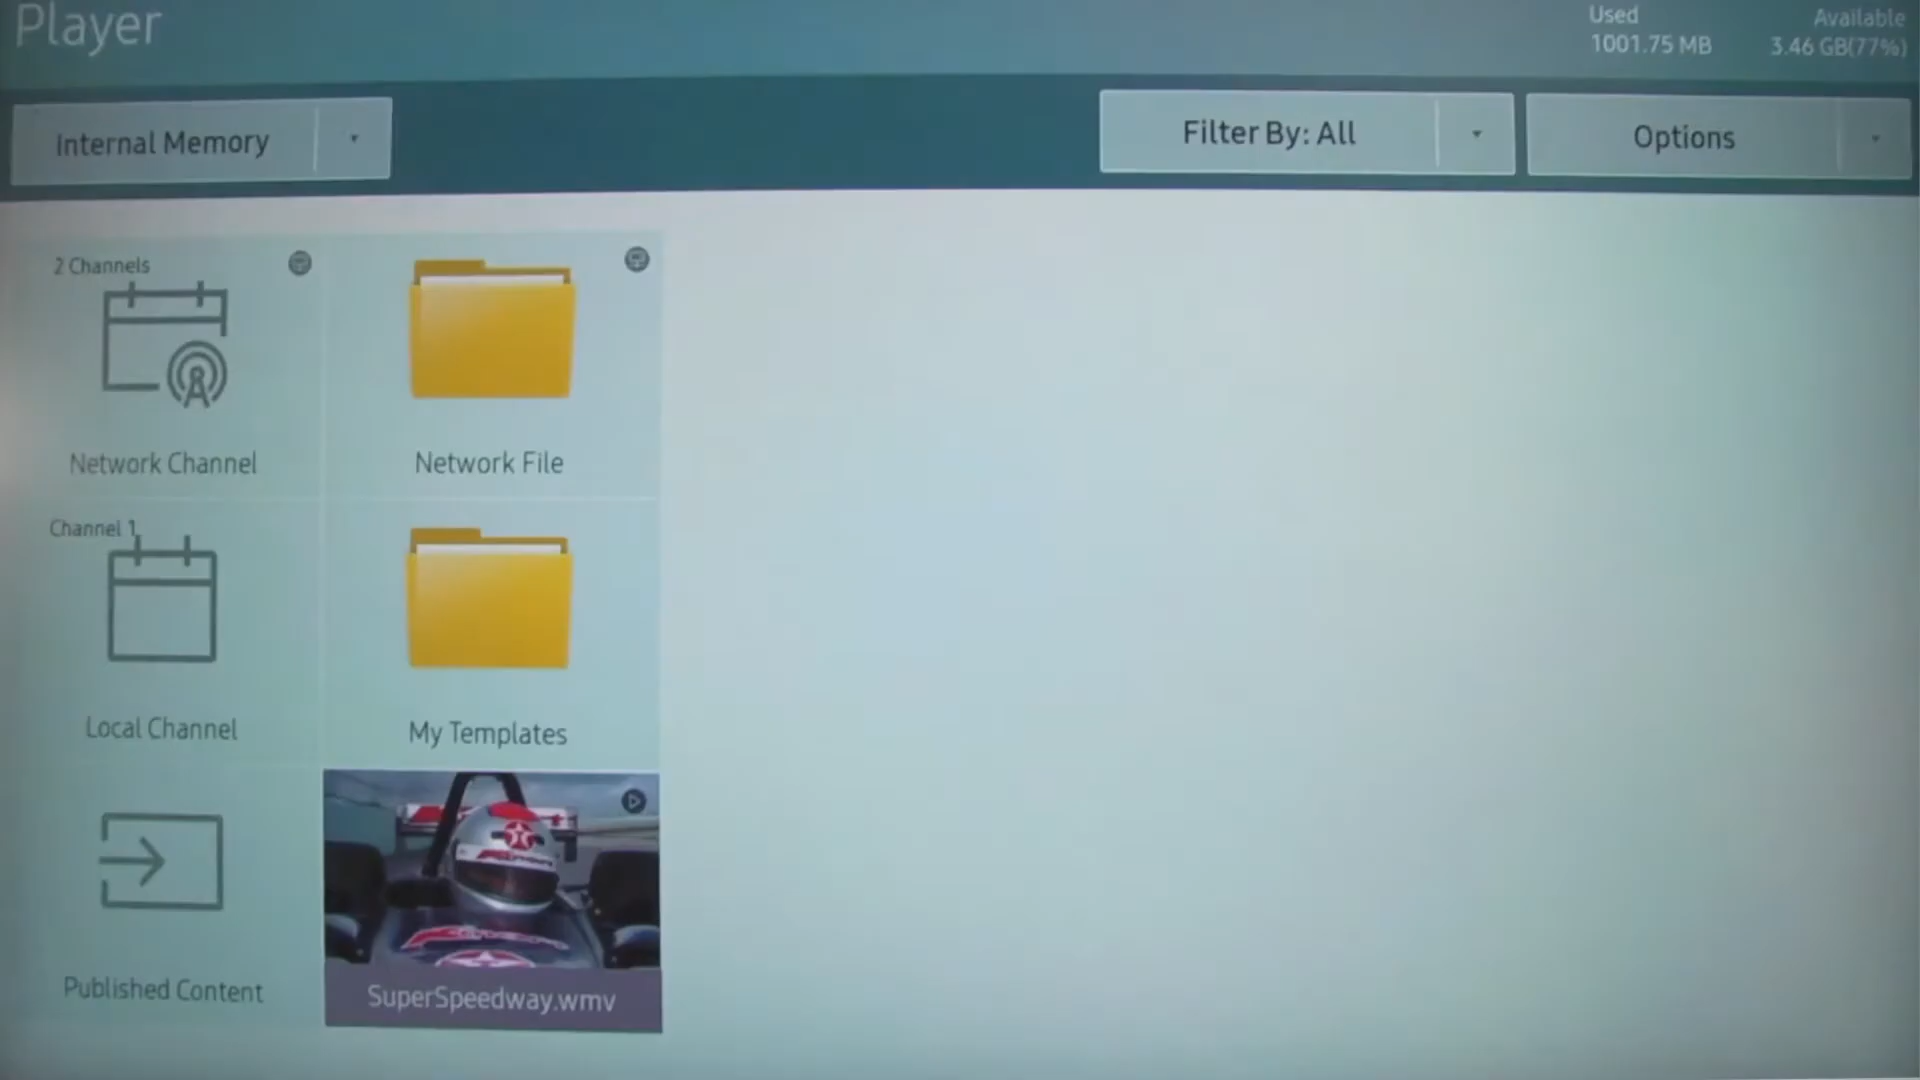 Player
Used
1001.75 MB
Available
3.46 GB(77%)
Internal Memory
Filter By: All
Options
2 Channels
Network Channel
Network File
Channel 1
Local Channel
My Templates
Published Content
SuperSpeedway.wmv